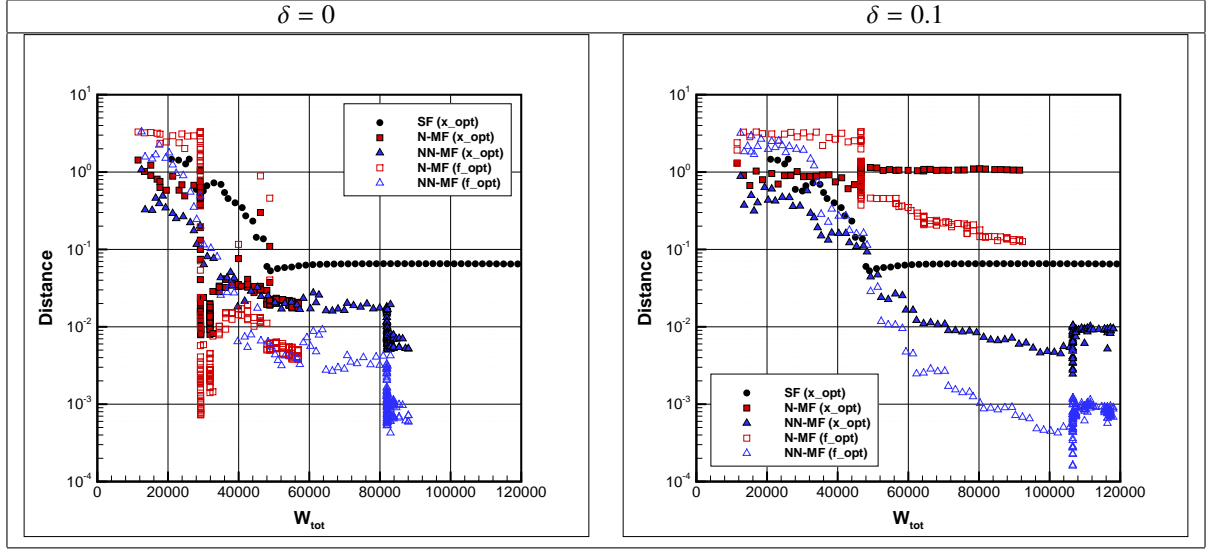 δ = 0
δ = 0.1
10^1
10^0
10^-1
10^-2
10^-3
10^-4
Distance
SF (x_opt)
N-MF (x_opt)
NN-MF (x_opt)
N-MF (f_opt)
NN-MF (f_opt)
0 20000 40000 60000 80000 100000 120000
W_tot
10^1
10^0
10^-1
10^-2
10^-3
10^-4
Distance
SF (x_opt)
N-MF (x_opt)
NN-MF (x_opt)
N-MF (f_opt)
NN-MF (f_opt)
0 20000 40000 60000 80000 100000 120000
W_tot